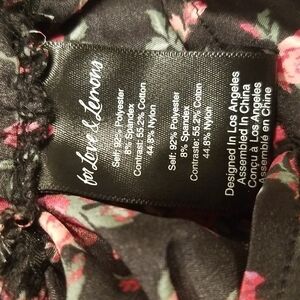 for Love & Lemons
Self: 92% Polyester
8% Spandex
Contrast: 55.2% Cotton
44.8% Nylon
Self: 92% Polyester
8% Spandex
Contraste: 55.2% Cotton
44.8% Nylon
Designed In Los Angeles
Assembled In China
Conçu à Los Angeles
Assemblé en Chine